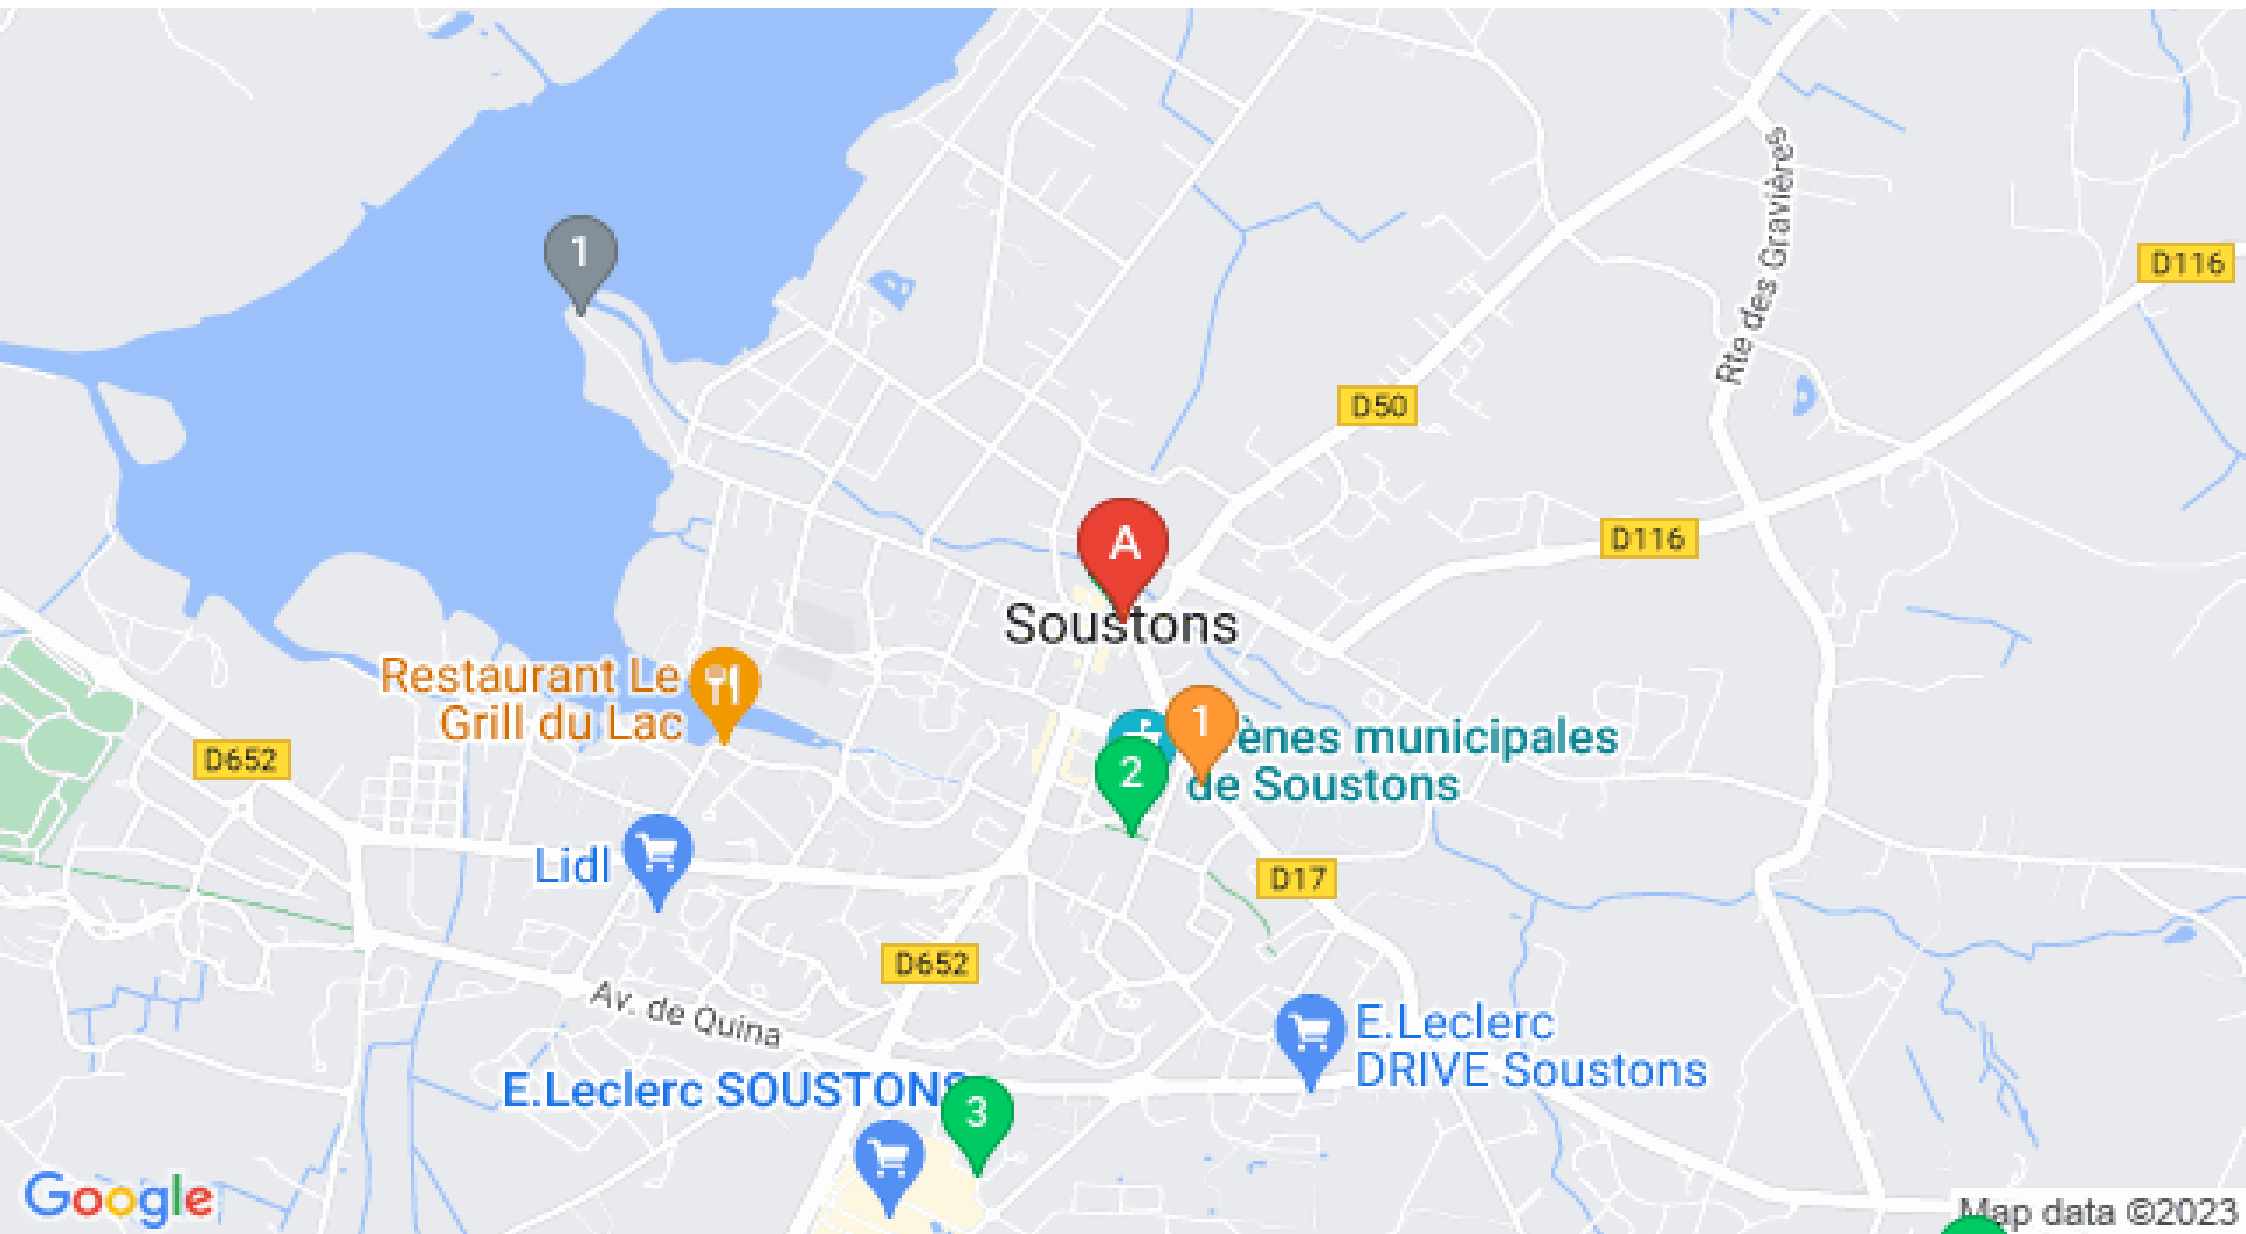 1
Rte des Gravières
D116
D50
D116
A
Soustons
Restaurant Le
Grill du Lac
1
ènes municipales
de Soustons
D652
2
Lidl
D17
D652
Av. de Quina
E.Leclerc
DRIVE Soustons
E.Leclerc SOUSTONS
3
Google
Map data ©2023